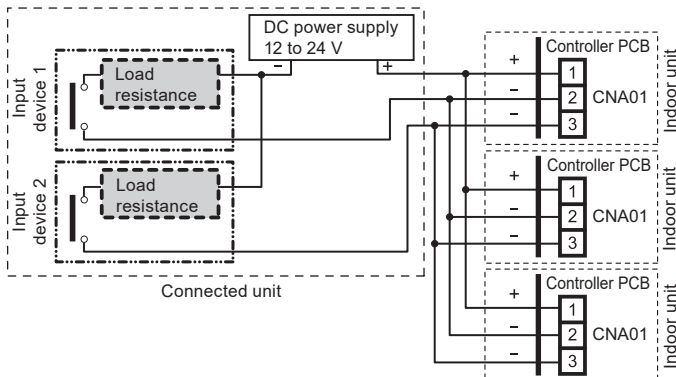 DC power supply
12 to 24 V
−
+
Input
device 1
Load
resistance
Input
device 2
Load
resistance
Connected unit
Controller PCB
+
1
−
2
CNA01
−
3
Indoor unit
Controller PCB
+
1
−
2
CNA01
−
3
Indoor unit
Controller PCB
+
1
−
2
CNA01
−
3
Indoor unit